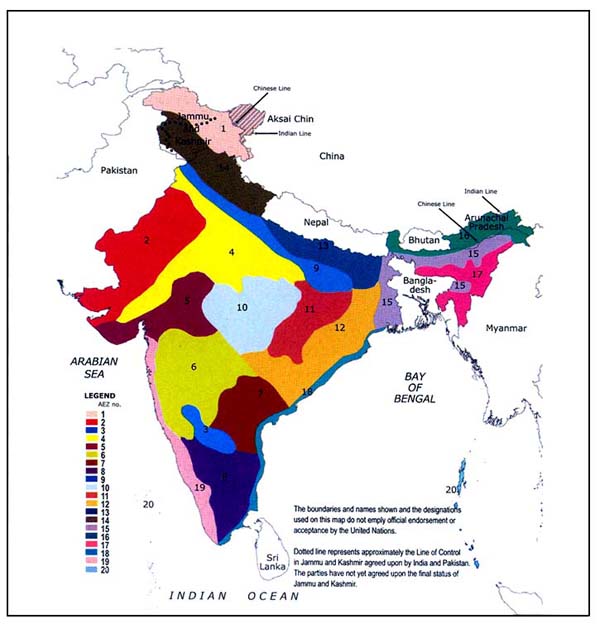 Chinese Line
Jammu
and
Kashmir
1
Aksai Chin
Indian Line
China
Pakistan
14
Indian Line
Nepal
Chinese Line
Arunachal
Pradesh
2
13
Bhutan
16
4
9
15
17
5
10
11
12
15
Bangla-
desh
15
Myanmar
ARABIAN
SEA
6
BAY
OF
BENGAL
7
18
3
8
19
20
20
LEGEND
AEZ no.
1
2
3
4
5
6
7
8
9
10
11
12
13
14
15
16
17
18
19
20
The boundaries and names shown and the designations
used on this map do not emply official endorsement or
acceptance by the United Nations.
Dotted line represents approximately the Line of Control
in Jammu and Kashmir agreed upon by India and Pakistan.
The parties have not yet agreed upon the final status of
Jammu and Kashmir.
Sri
Lanka
INDIAN OCEAN